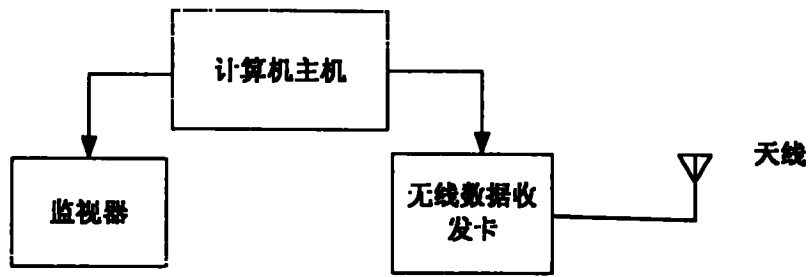 计算机主机
监视器
无线数据收
发卡
天线